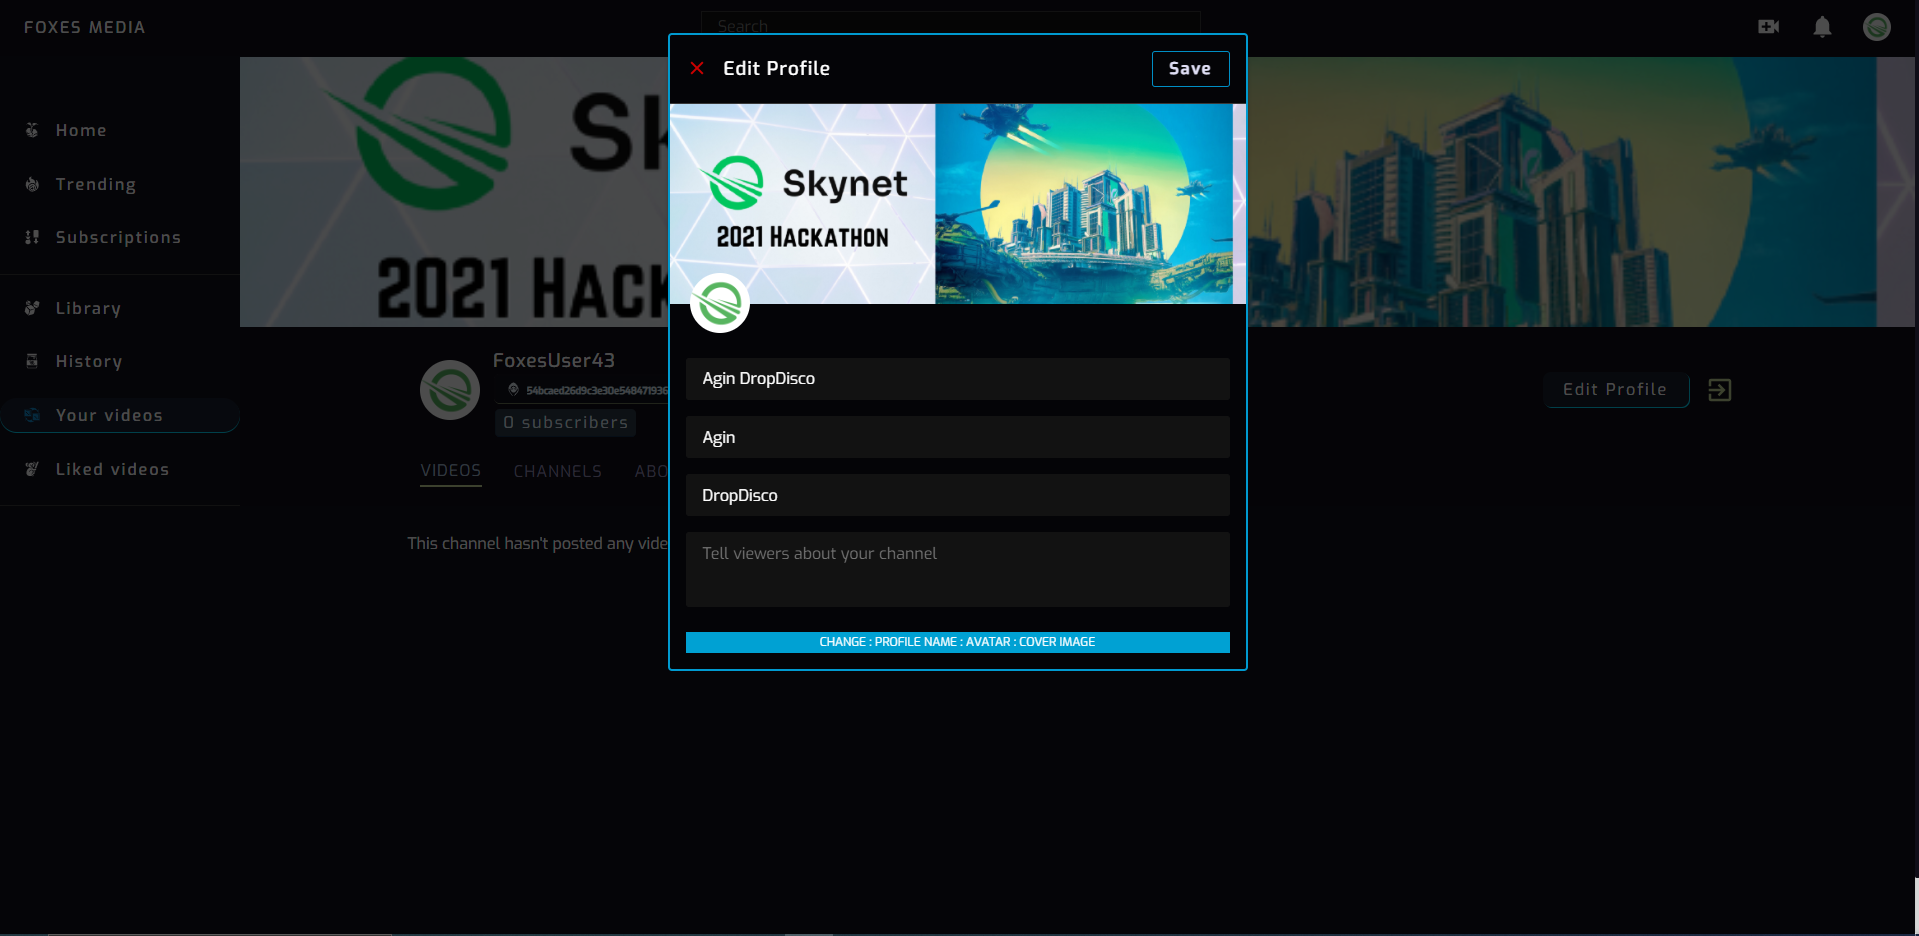 FOXES MEDIA
Search
Edit Profile
Save
Home
Trending
Subscriptions
Library
History
Your videos
Liked videos
Skynet
2021 HACKATHON
Sk
2021 HACK
FoxesUser43
54bcaed26d9c3e30e548471936
0 subscribers
Edit Profile
VIDEOS
CHANNELS
ABO
This channel hasn't posted any vide
Agin DropDisco
Agin
DropDisco
Tell viewers about your channel
CHANGE : PROFILE NAME : AVATAR : COVER IMAGE